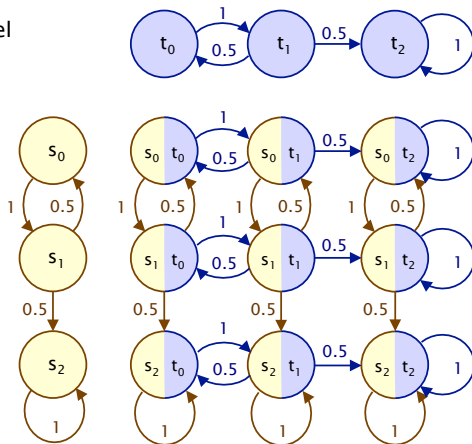 el
1
t0 0.5 t1 0.5 t2 1
1 1
s0 s0 t0 0.5 s0 t1 0.5 s0 t2
1 0.5 1 0.5 1 0.5 1 0.5
1 1
s1 s1 t0 0.5 s1 t1 0.5 s1 t2
0.5 0.5 0.5 0.5
1 1
s2 s2 t0 0.5 s2 t1 0.5 s2 t2
1 1 1 1